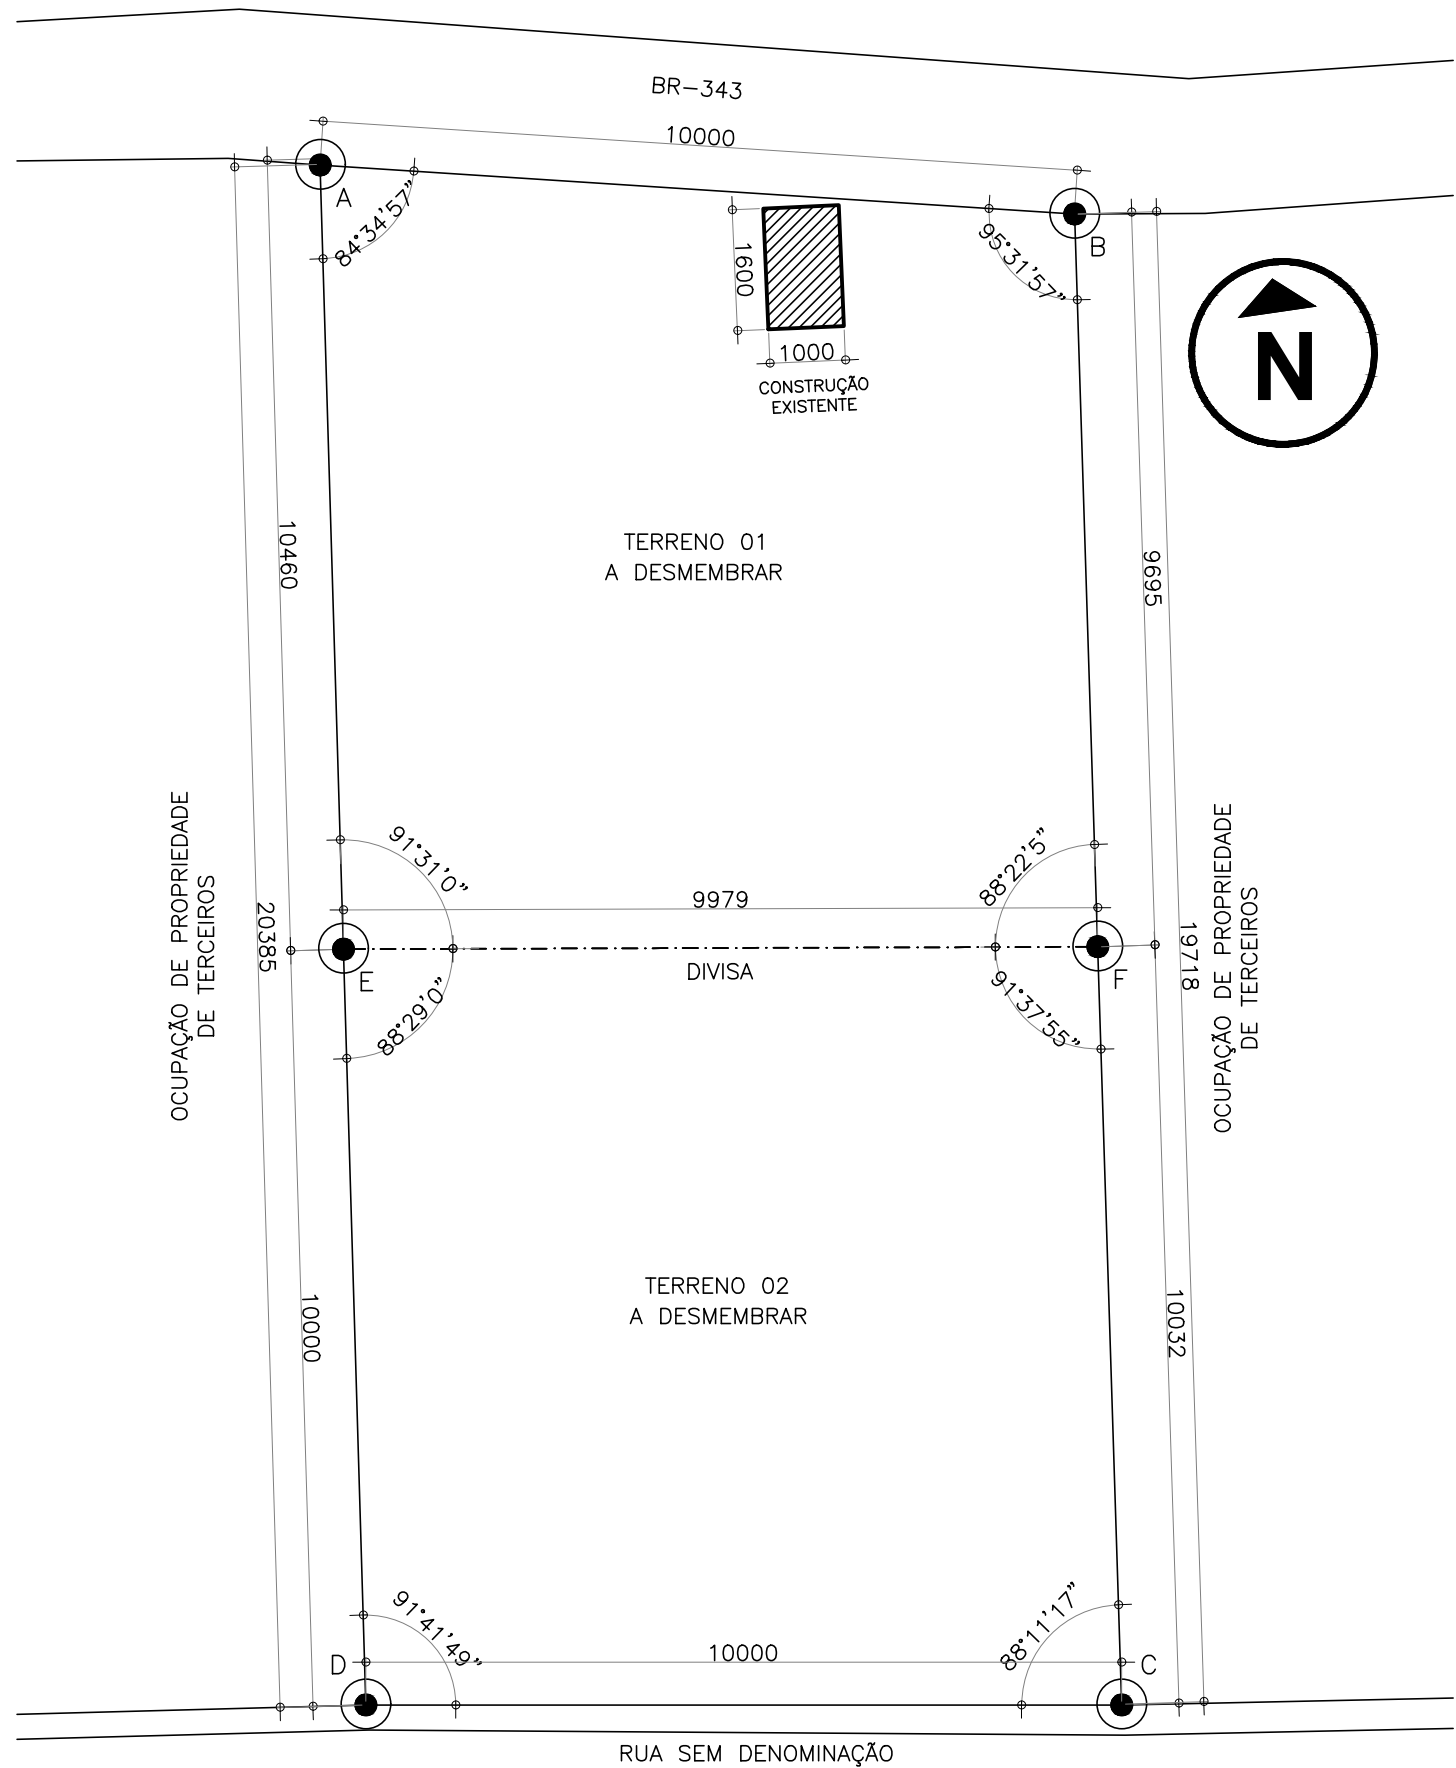 BR-343
10000
A
84°34'57"
B
95°31'57"
1600
1000
CONSTRUÇÃO
EXISTENTE
N
10460
TERRENO 01
A DESMEMBRAR
9695
OCUPAÇÃO DE PROPRIEDADE
DE TERCEIROS
20385
91°31'0"
88°22'5"
9979
DIVISA
E
F
88°29'0"
91°37'55"
19718
OCUPAÇÃO DE PROPRIEDADE
DE TERCEIROS
TERRENO 02
A DESMEMBRAR
10000
10032
91°41'49"
88°11'17"
D
10000
C
RUA SEM DENOMINAÇÃO